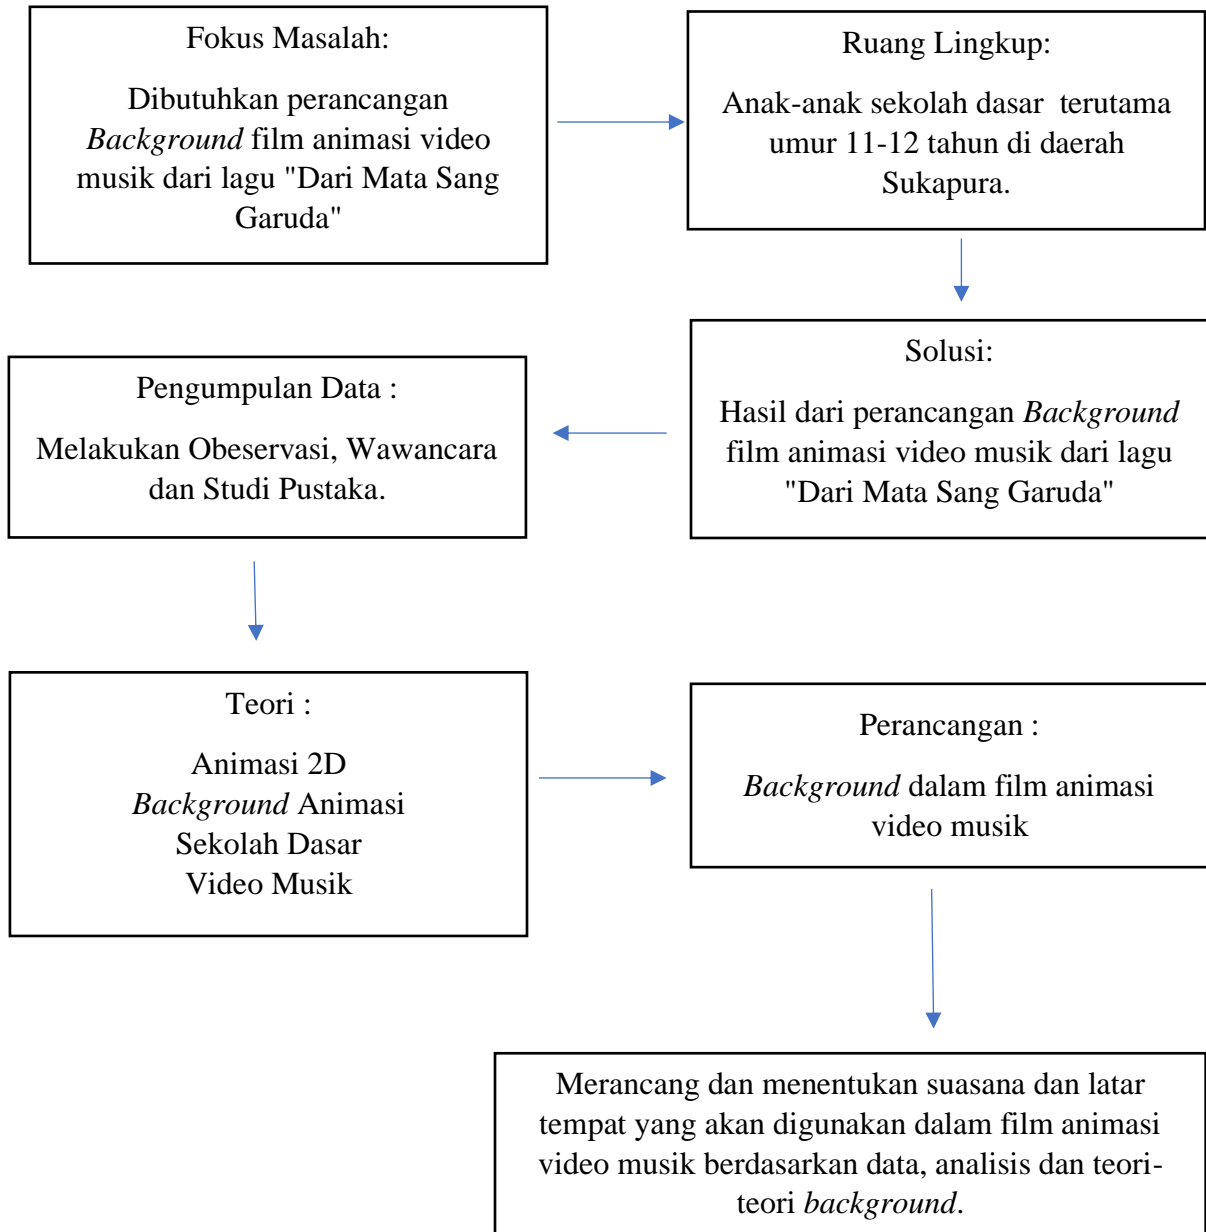 Fokus Masalah:
Dibutuhkan perancangan
Background film animasi video
musik dari lagu "Dari Mata Sang
Garuda"
Ruang Lingkup:
Anak-anak sekolah dasar  terutama
umur 11-12 tahun di daerah
Sukapura.
Solusi:
Hasil dari perancangan Background
film animasi video musik dari lagu
"Dari Mata Sang Garuda"
Pengumpulan Data :
Melakukan Obeservasi, Wawancara
dan Studi Pustaka.
Teori :
Animasi 2D
Background Animasi
Sekolah Dasar
Video Musik
Perancangan :
Background dalam film animasi
video musik
Merancang dan menentukan suasana dan latar
tempat yang akan digunakan dalam film animasi
video musik berdasarkan data, analisis dan teori-
teori background.